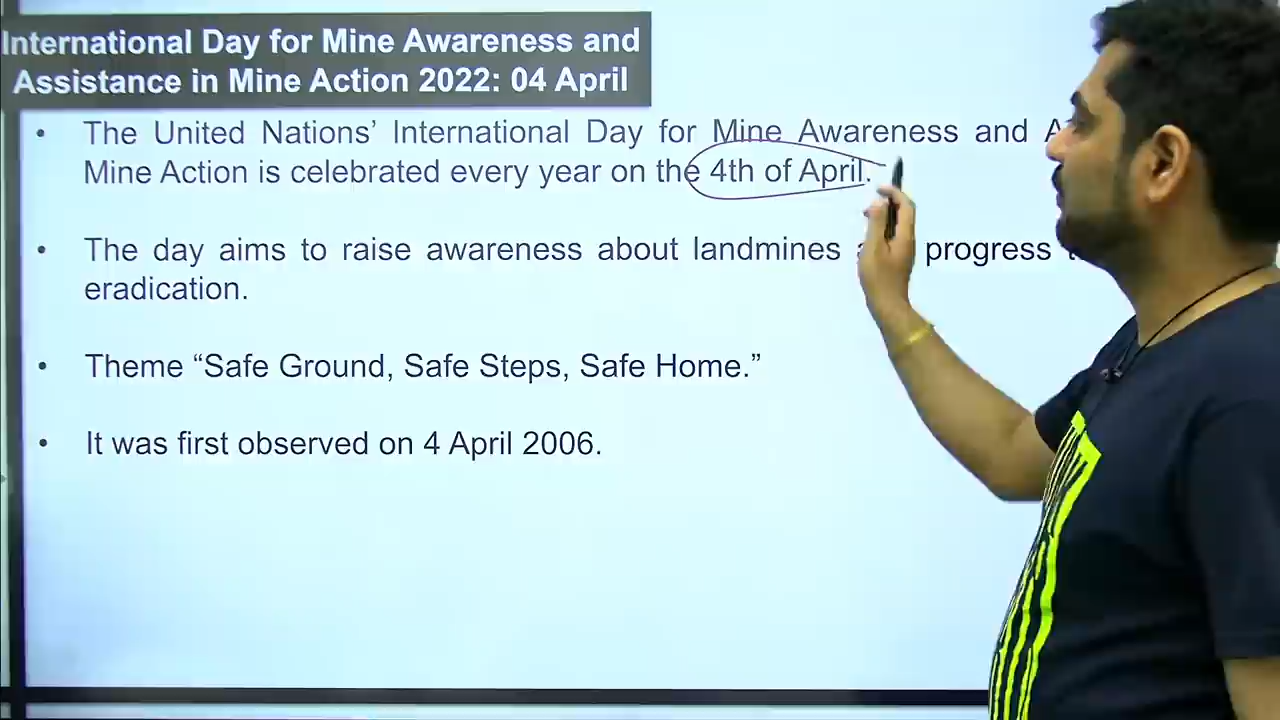 International Day for Mine Awareness and
Assistance in Mine Action 2022: 04 April
• The United Nations’ International Day for Mine Awareness and
Mine Action is celebrated every year on the 4th of April.
• The day aims to raise awareness about landmines progress
eradication.
• Theme “Safe Ground, Safe Steps, Safe Home.”
• It was first observed on 4 April 2006.